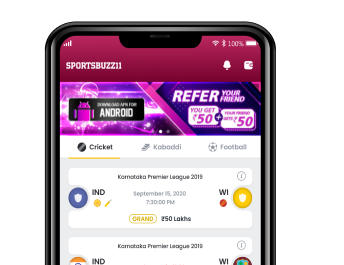 100%
SPORTSBUZZ11
DOWNLOAD APK FOR
ANDROID
REFER YOUR
FRIEND
YOU GET
₹50
+
YOUR FRIEND
GETS ₹50
Cricket
Kabaddi
Football
Karnataka Premier League 2019
IND
September 15, 2020
7:30:00 PM
WI
GRAND
₹50 Lakhs
Karnataka Premier League 2019
IND
WI